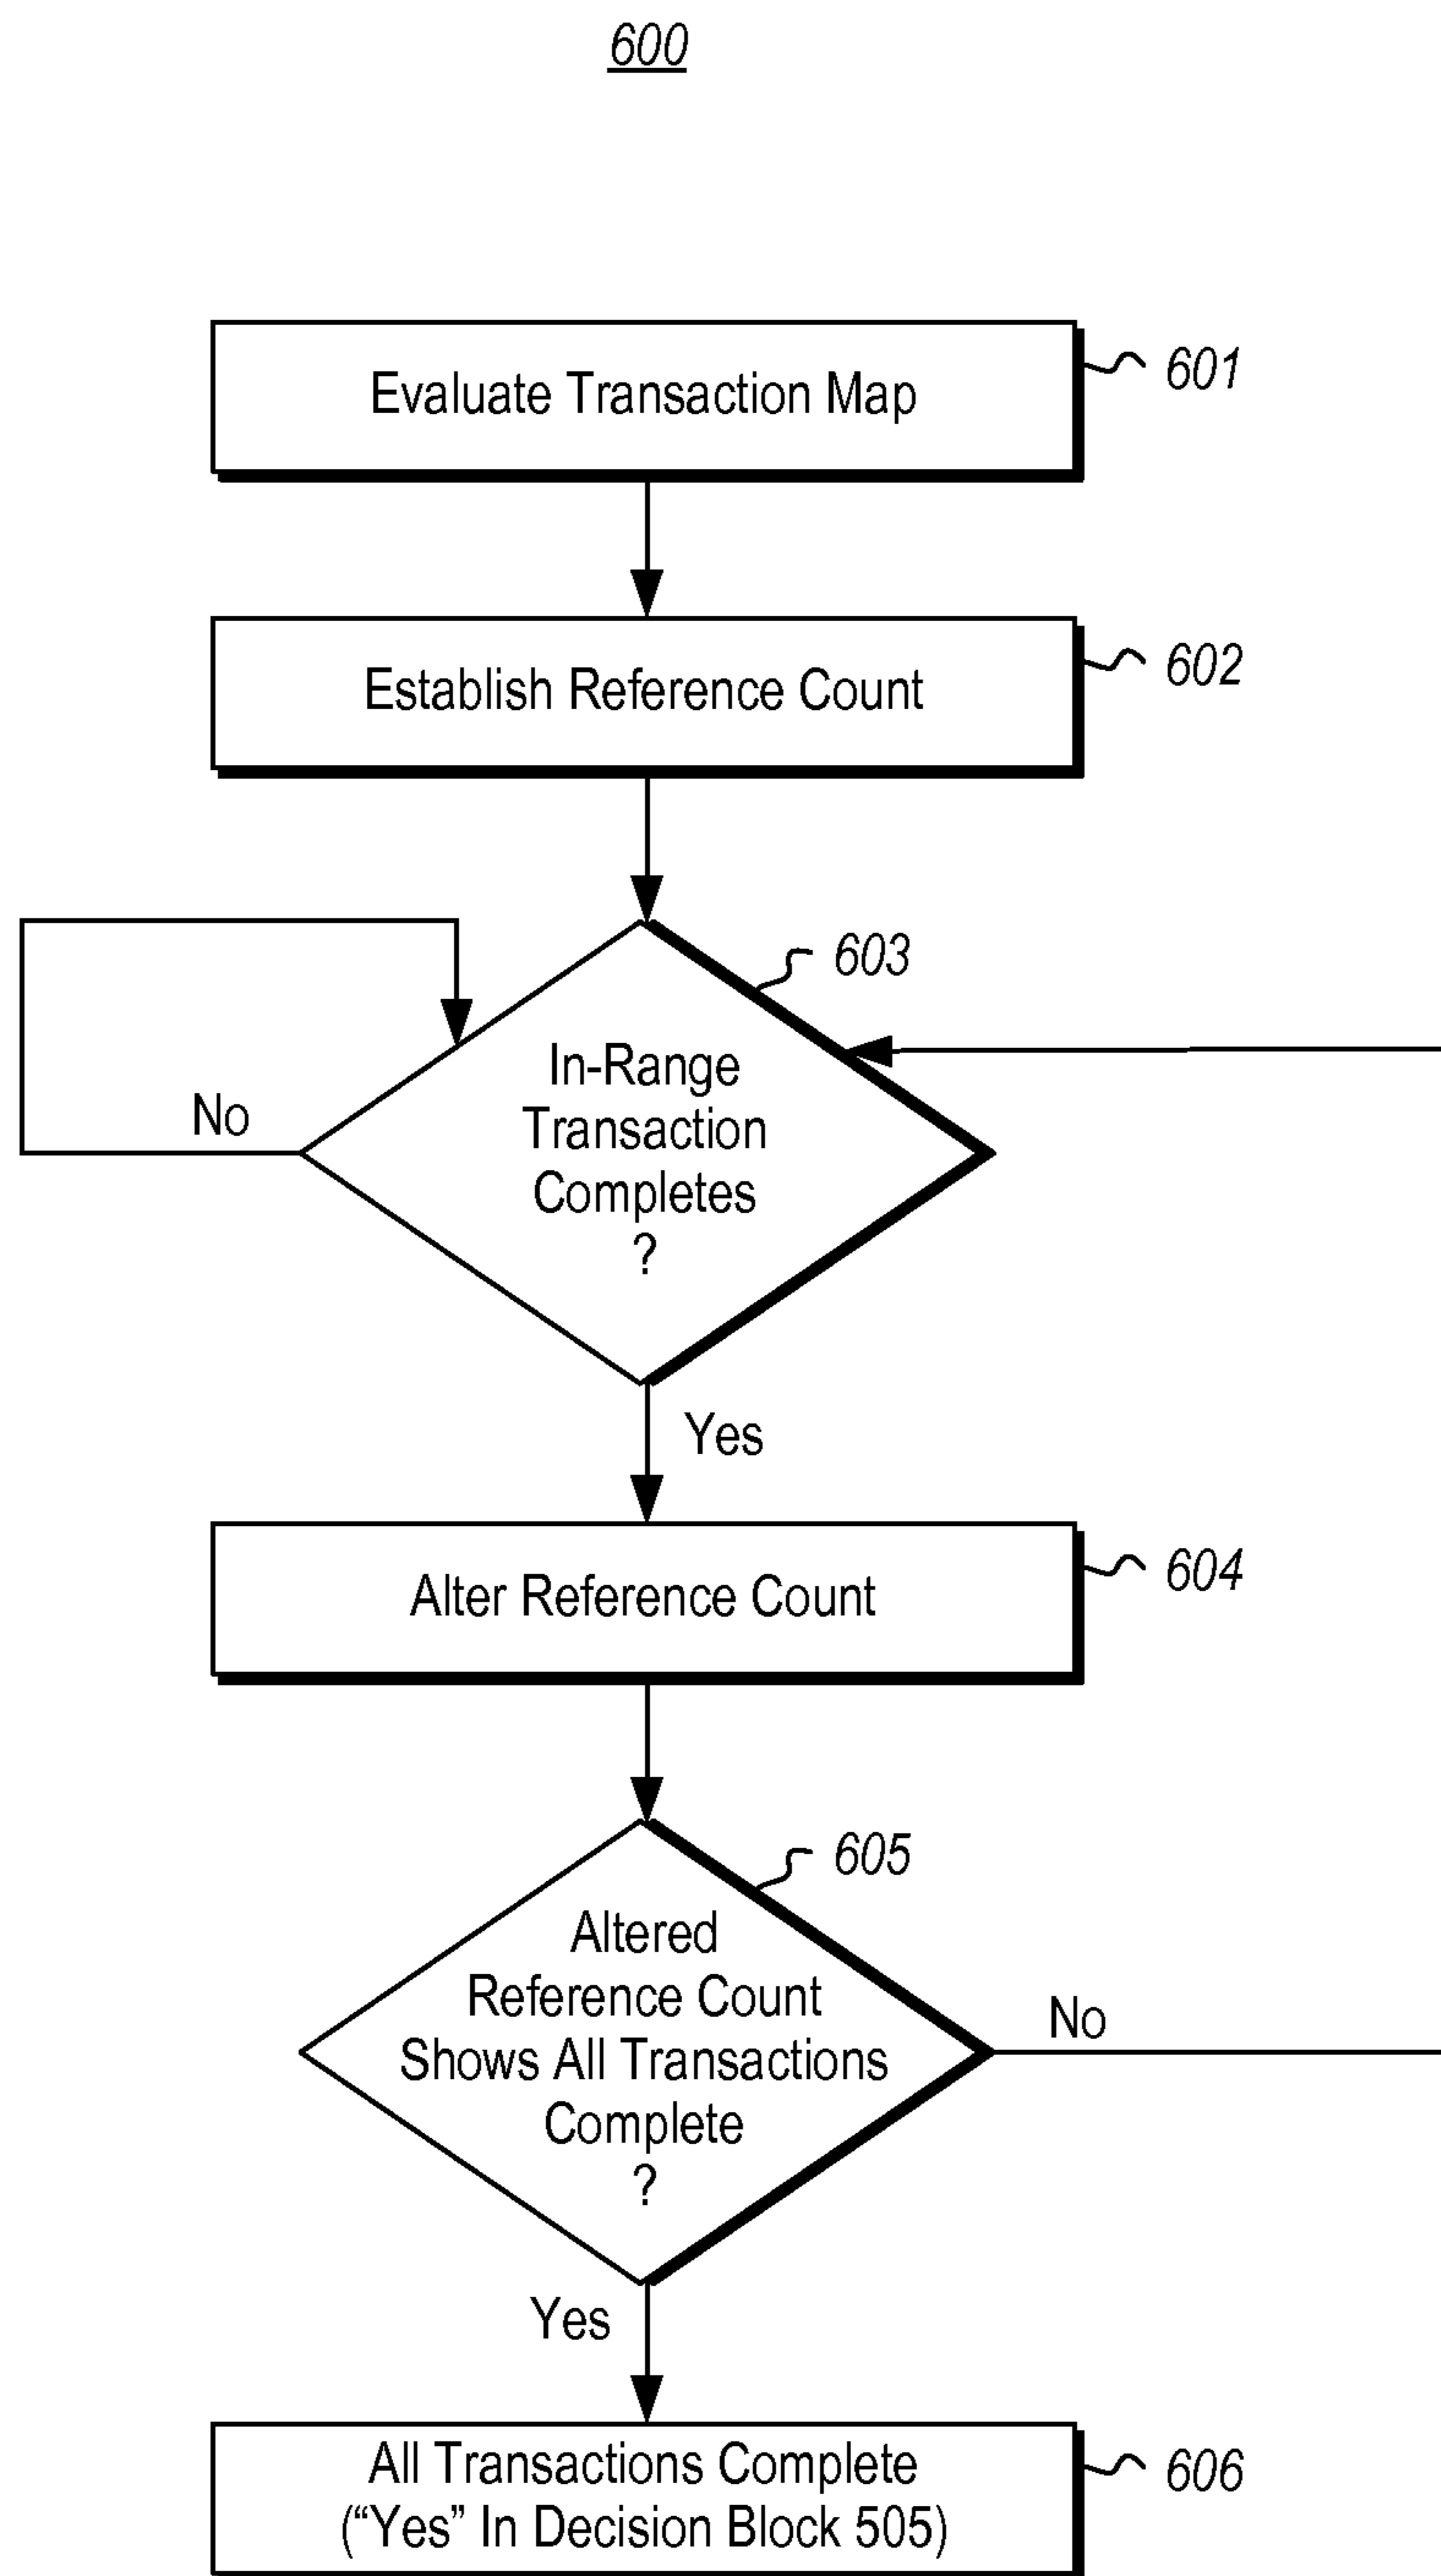 600
Evaluate Transaction Map
601
Establish Reference Count
602
603
In-Range
Transaction
Completes
?
No
Yes
Alter Reference Count
604
605
Altered
Reference Count
Shows All Transactions
Complete
?
No
Yes
All Transactions Complete
(“Yes” In Decision Block 505)
606